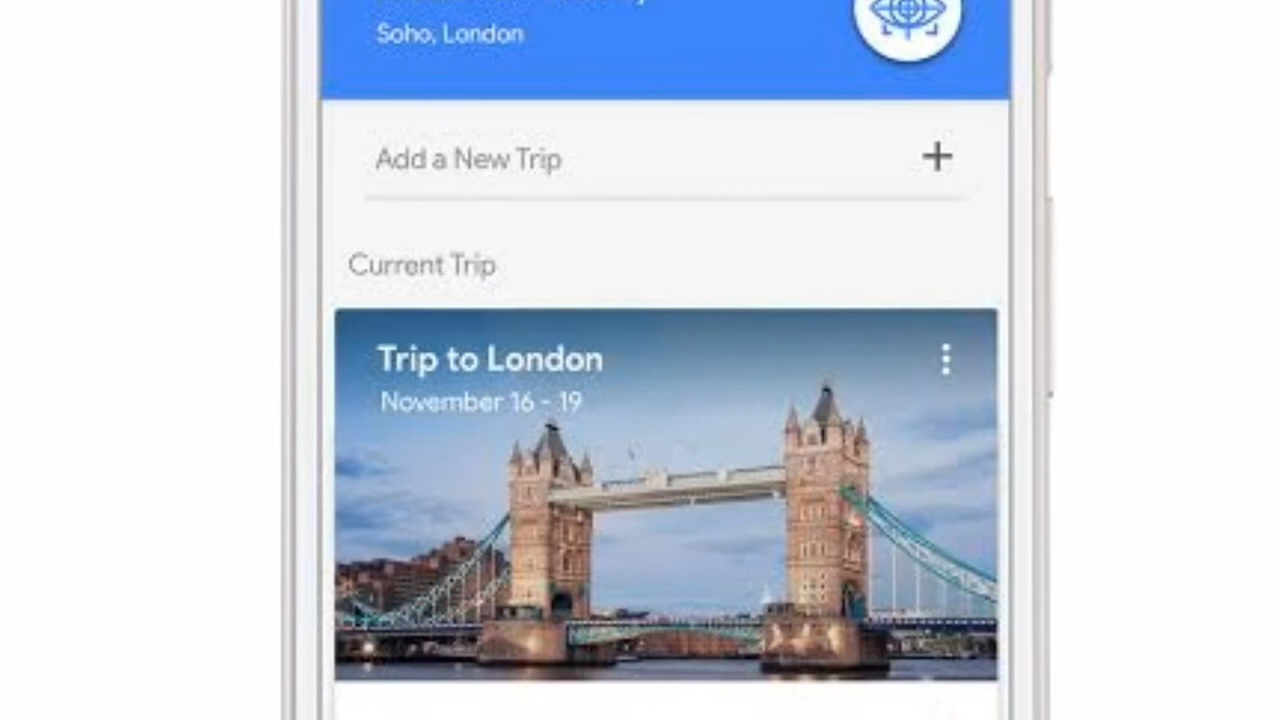 Soho, London
Add a New Trip
Current Trip
Trip to London
November 16 - 19